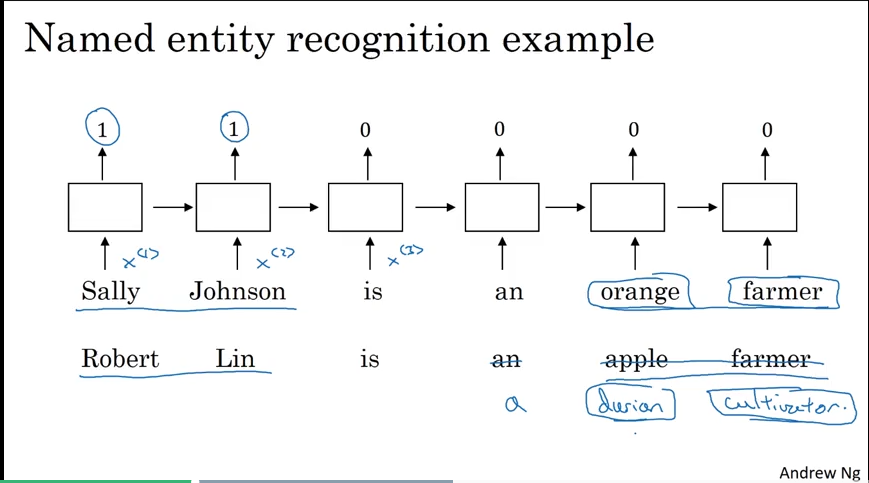 Named entity recognition example
1 1 0 0 0 0
x<1> x<2> x<3>
Sally Johnson is an orange farmer
Robert Lin is an apple farmer
a durian cultivator.
Andrew Ng